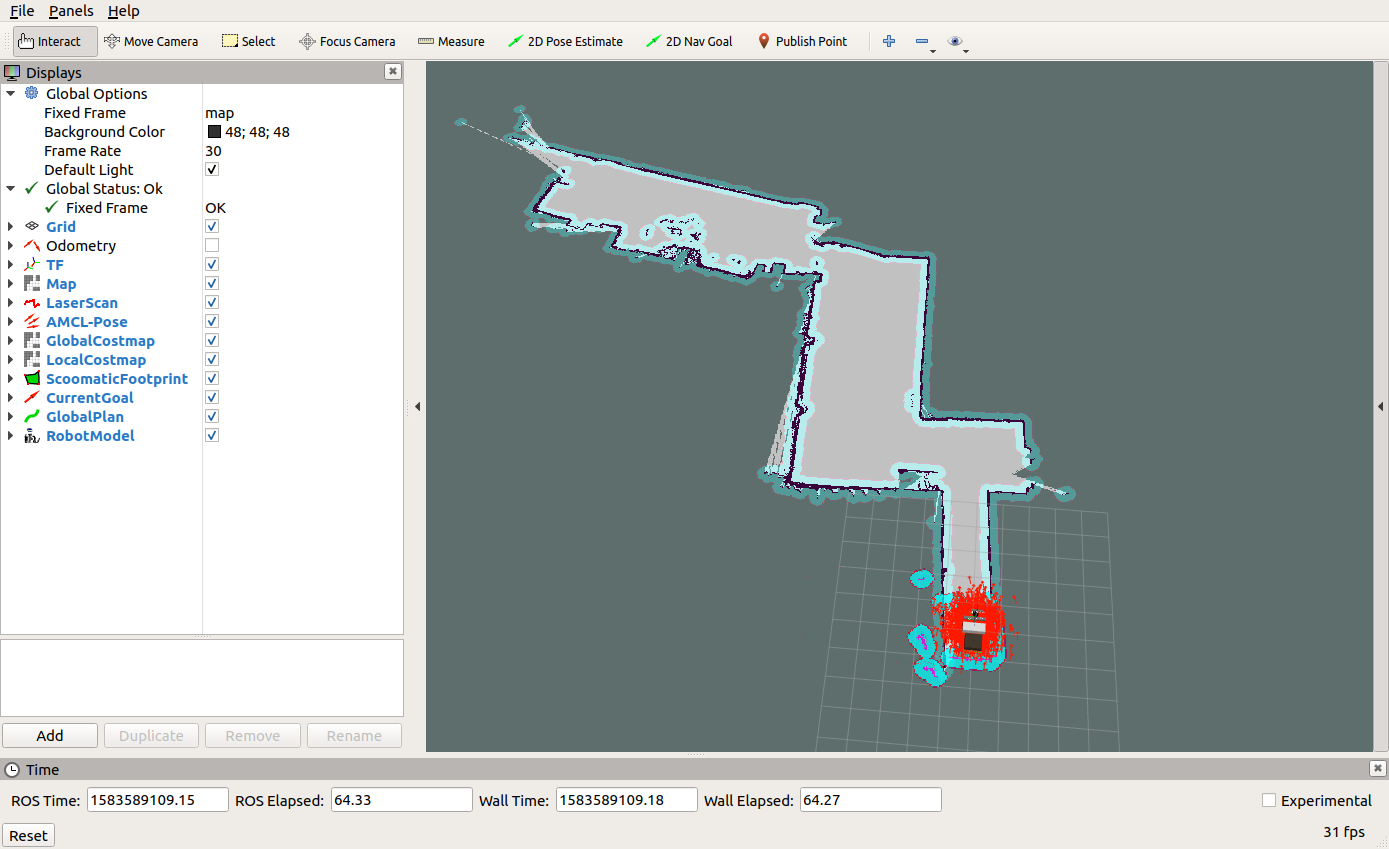 File Panels Help
Interact Move Camera Select Focus Camera Measure 2D Pose Estimate 2D Nav Goal Publish Point
Displays
Global Options
Fixed Frame map
Background Color 48; 48; 48
Frame Rate 30
Default Light
Global Status: Ok
Fixed Frame OK
Grid
Odometry
TF
Map
LaserScan
AMCL-Pose
GlobalCostmap
LocalCostmap
ScoomaticFootprint
CurrentGoal
GlobalPlan
RobotModel
Add Duplicate Remove Rename
Time
ROS Time: 1583589109.15 ROS Elapsed: 64.33 Wall Time: 1583589109.18 Wall Elapsed: 64.27 Experimental
Reset 31 fps